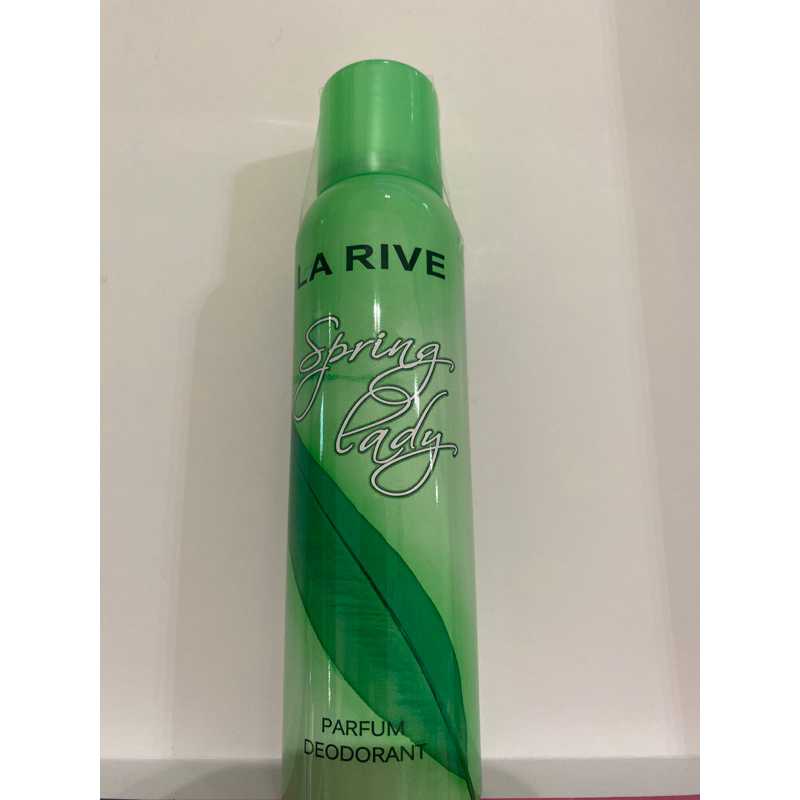 LA RIVE
Spring
lady
PARFUM
DEODORANT